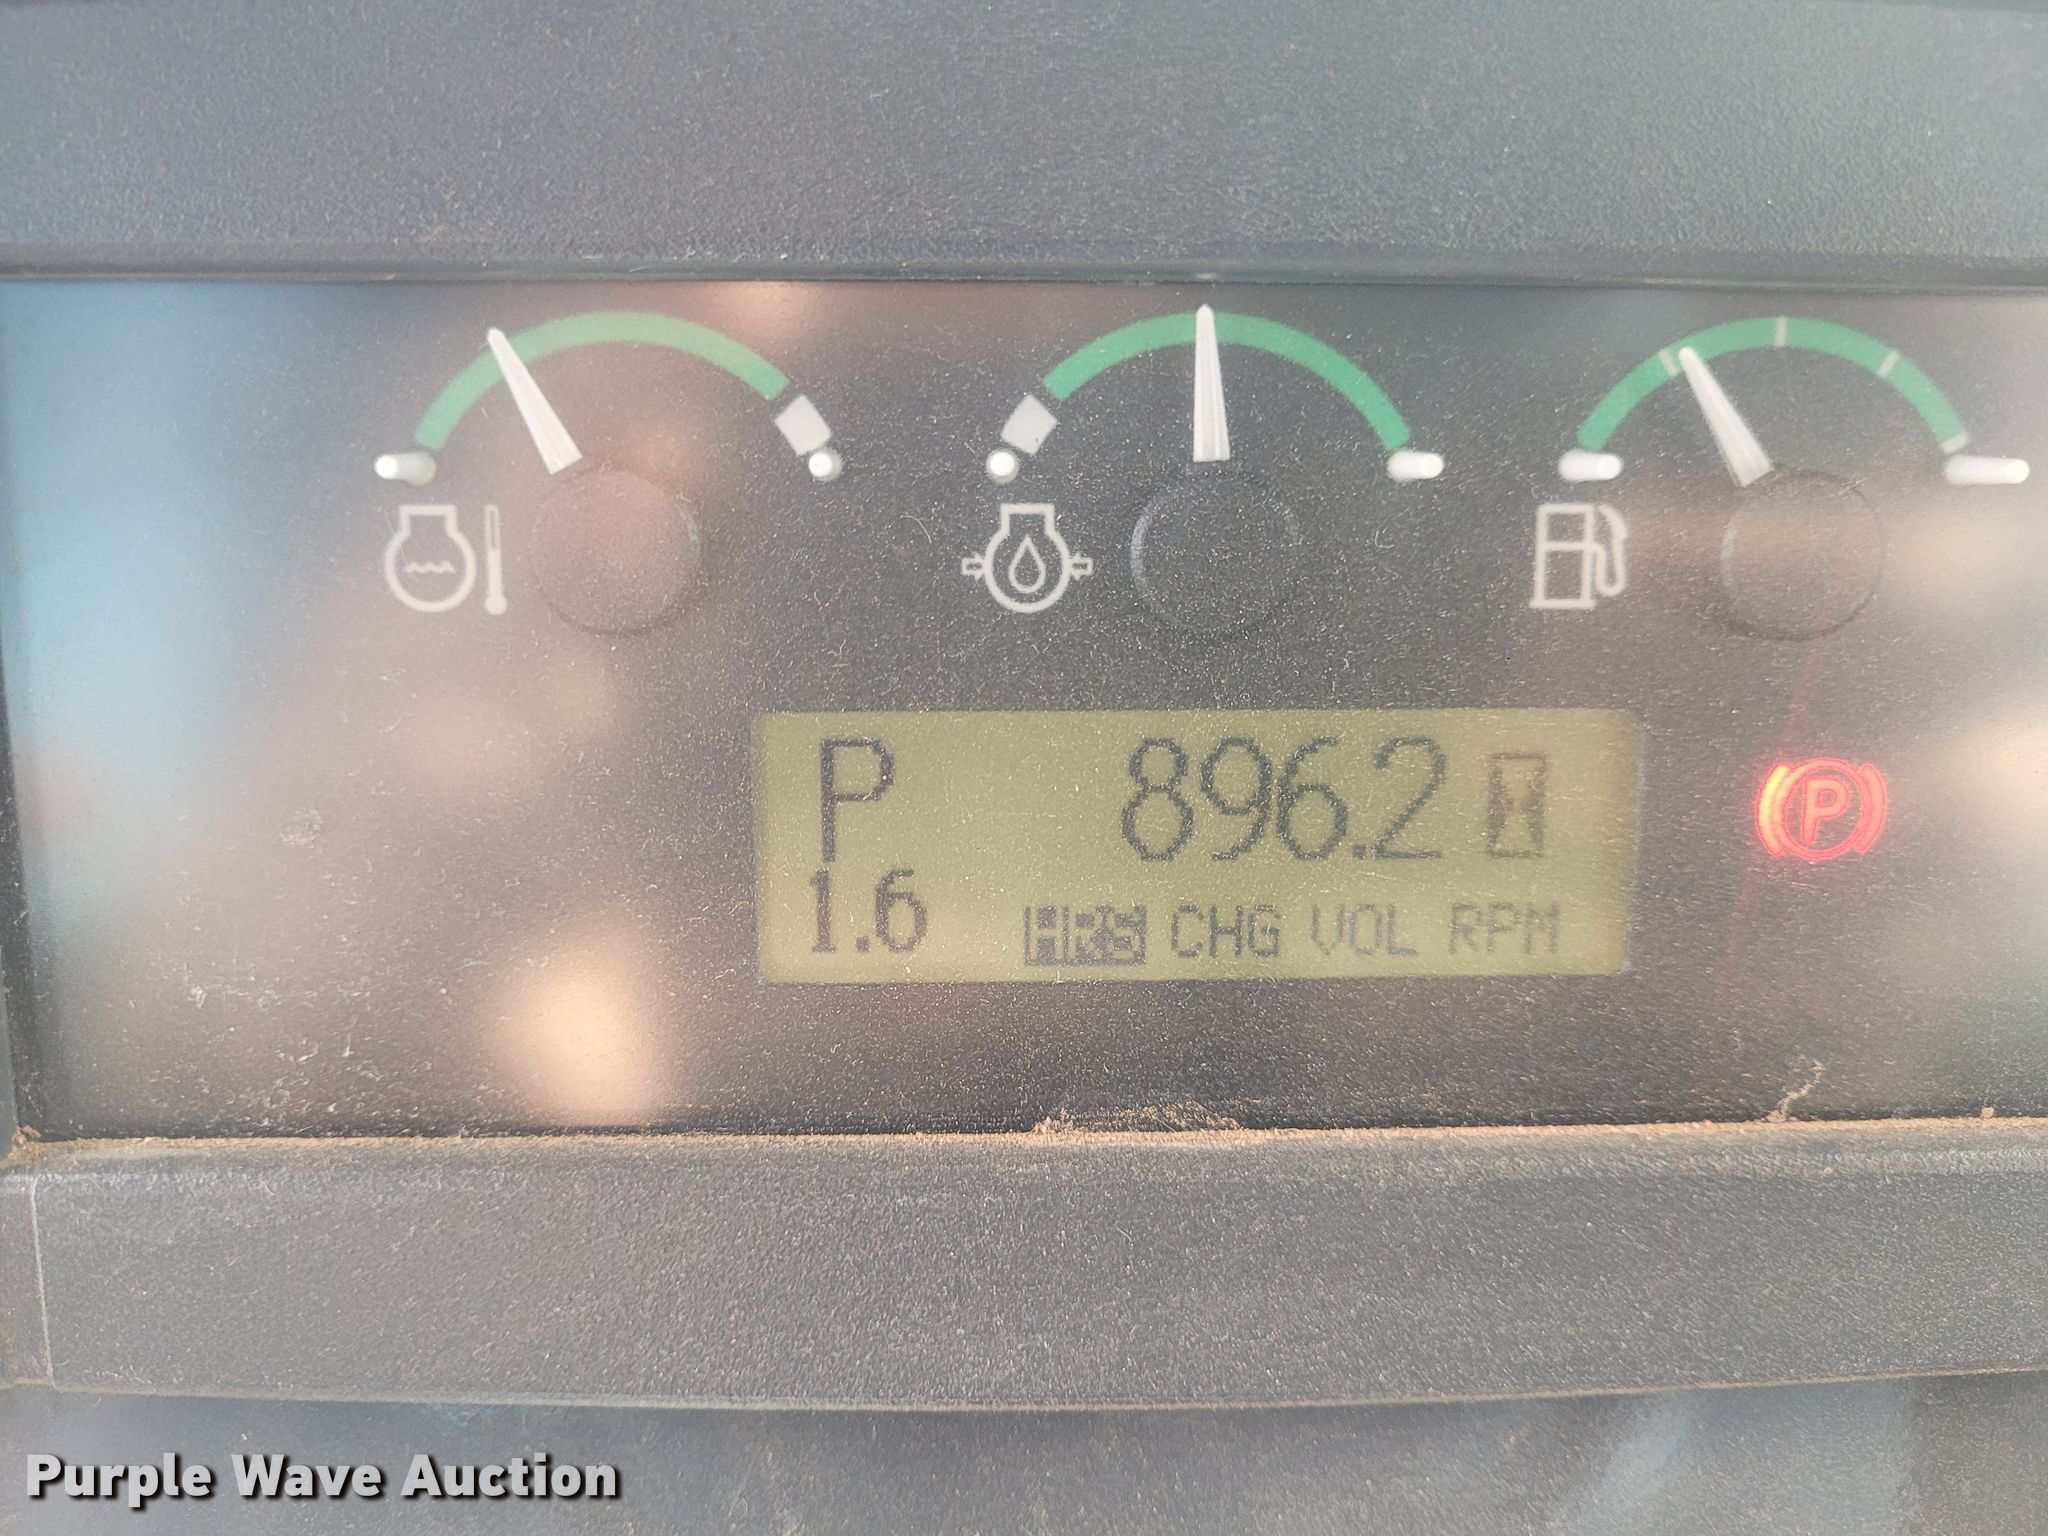 P 896.2
1.6 HRS CHG VOL RPM
P
Purple Wave Auction